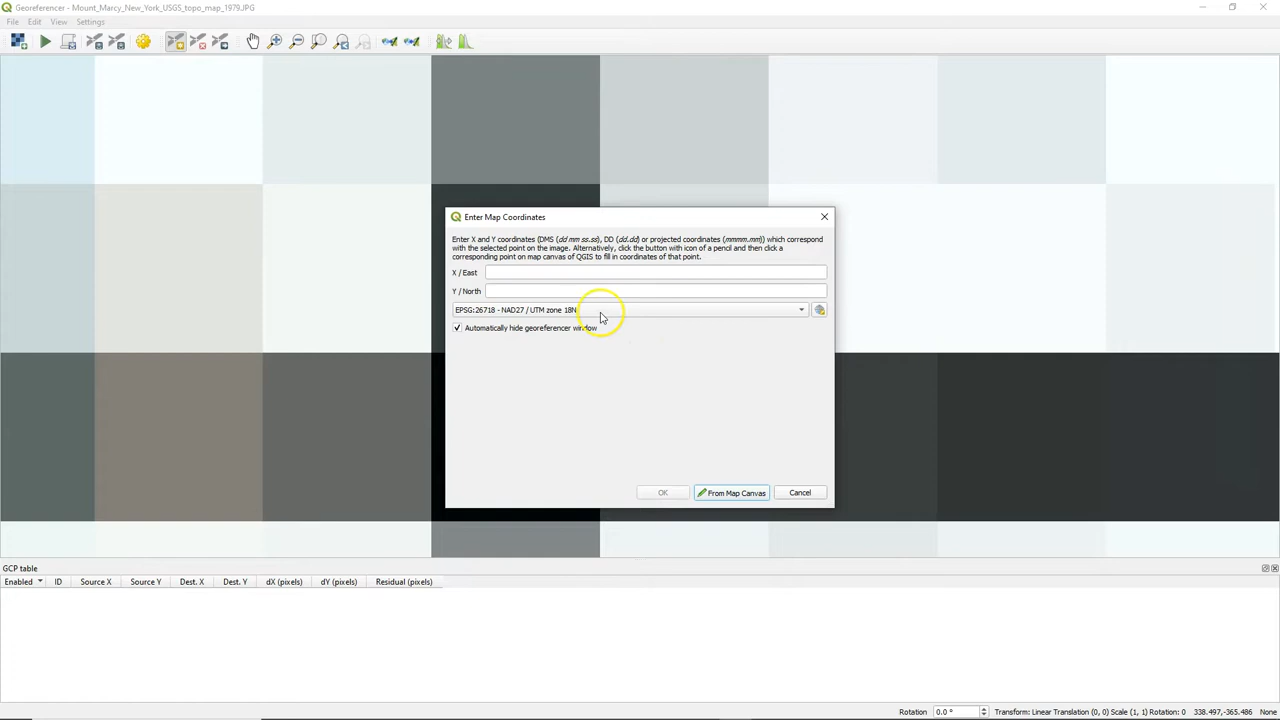 Georeferencer - Mount_Marcy_New_York_USGS_topo_map_1979.JPG
File Edit View Settings
Enter Map Coordinates
Enter X and Y coordinates (DMS (dd mm ss.ss), DD (dd.dd) or projected coordinates (mmmm.mm)) which correspond
with the selected point on the image. Alternatively, click the button with icon of a pencil and then click a
corresponding point on map canvas of QGIS to fill in coordinates of that point.
X / East
Y / North
EPSG:26718 - NAD27 / UTM zone 18N
Automatically hide georeferencer window
OK From Map Canvas Cancel
GCP table
Enabled ID Source X Source Y Dest. X Dest. Y dX (pixels) dY (pixels) Residual (pixels)
Rotation 0.0 ° Transform: Linear Translation (0, 0) Scale (1, 1) Rotation: 0 338.497,-365.486 None